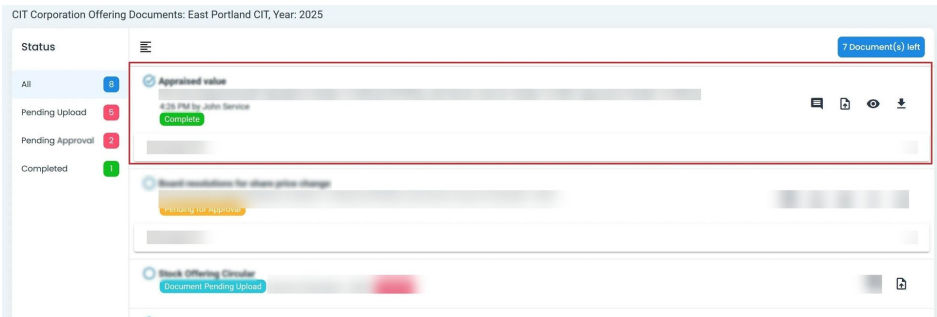 CIT Corporation Offering Documents: East Portland CIT, Year: 2025
Status
7 Document(s) left
All 8
Pending Upload 5
Pending Approval 2
Completed 1
Appraised value
4:26 PM by John Service
Complete
Board resolutions for share price change
Pending for Approval
Stock Offering Circular
Document Pending Upload